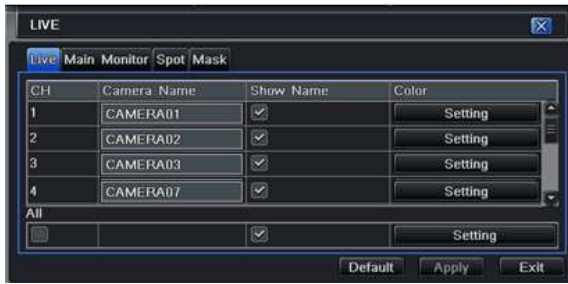 LIVE
Live Main Monitor Spot Mask
CH Camera Name Show Name Color
1 CAMERA01 Setting
2 CAMERA02 Setting
3 CAMERA03 Setting
4 CAMERA07 Setting
All
Setting
Default Apply Exit